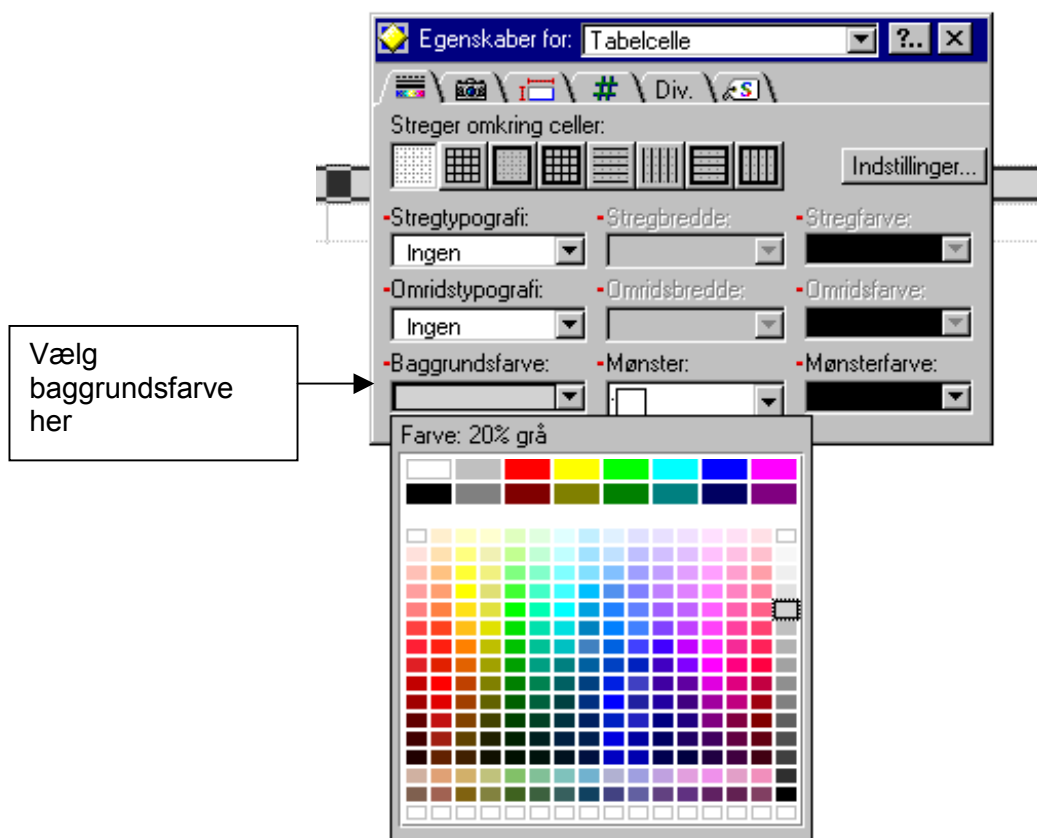 Egenskaber for: Tabelcelle ?..
# Div. S
Streger omkring celler:
Indstillinger...
-Stregtypografi: -Stregbredde: -Stregfarve:
Ingen
-Omridstypografi: -Omridsbredde: -Omridsfarve:
Ingen
-Baggrundsfarve: -Mønster: -Mønsterfarve:
Vælg
baggrundsfarve
her
Farve: 20% grå